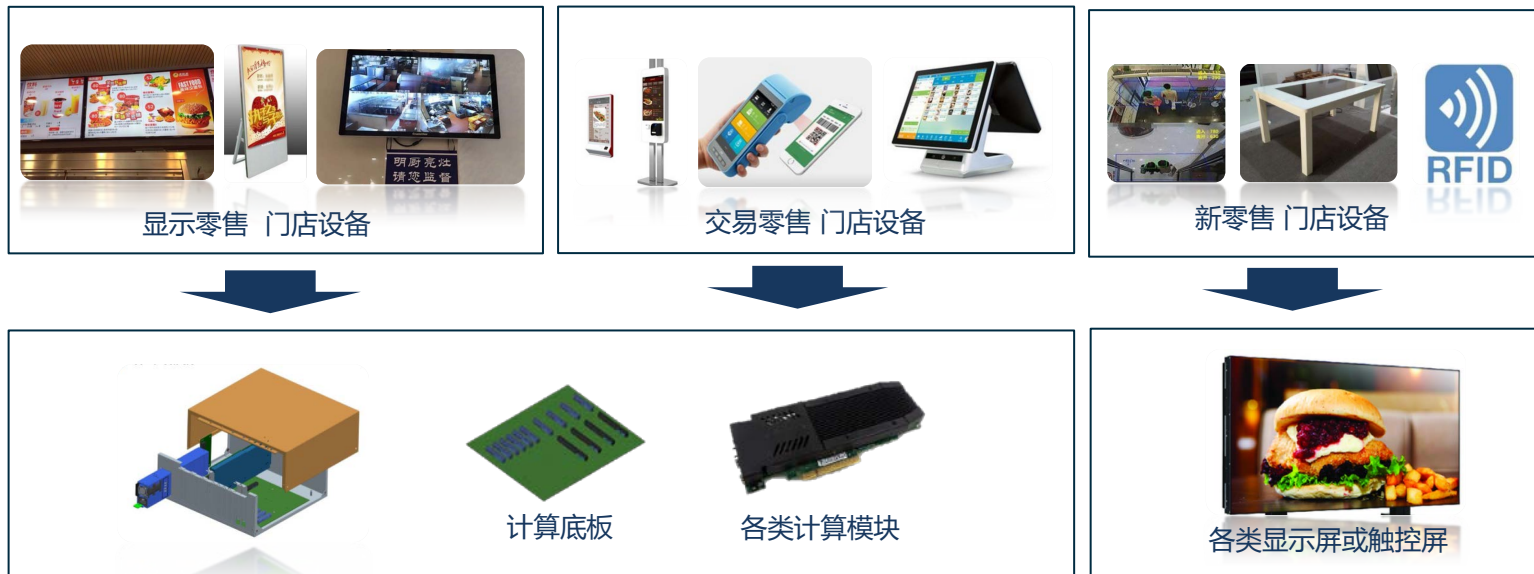 FAST FOOD
明厨亮灶
请您监督
RFID
显示零售 门店设备
交易零售 门店设备
新零售 门店设备
计算底板
各类计算模块
各类显示屏或触控屏